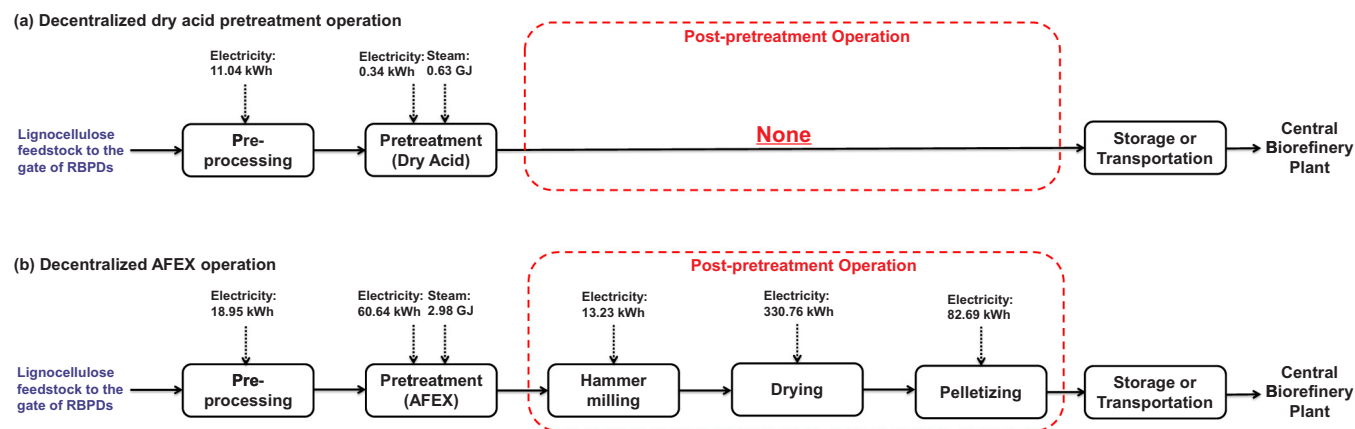 (a) Decentralized dry acid pretreatment operation
Post-pretreatment Operation
Electricity:
11.04 kWh
Electricity:
0.34 kWh
Steam:
0.63 GJ
Lignocellulose
feedstock to the
gate of RBPDs
Pre-
processing
Pretreatment
(Dry Acid)
None
Storage or
Transportation
Central
Biorefinery
Plant
(b) Decentralized AFEX operation
Post-pretreatment Operation
Electricity:
18.95 kWh
Electricity:
60.64 kWh
Steam:
2.98 GJ
Electricity:
13.23 kWh
Electricity:
330.76 kWh
Electricity:
82.69 kWh
Lignocellulose
feedstock to the
gate of RBPDs
Pre-
processing
Pretreatment
(AFEX)
Hammer
milling
Drying
Pelletizing
Storage or
Transportation
Central
Biorefinery
Plant